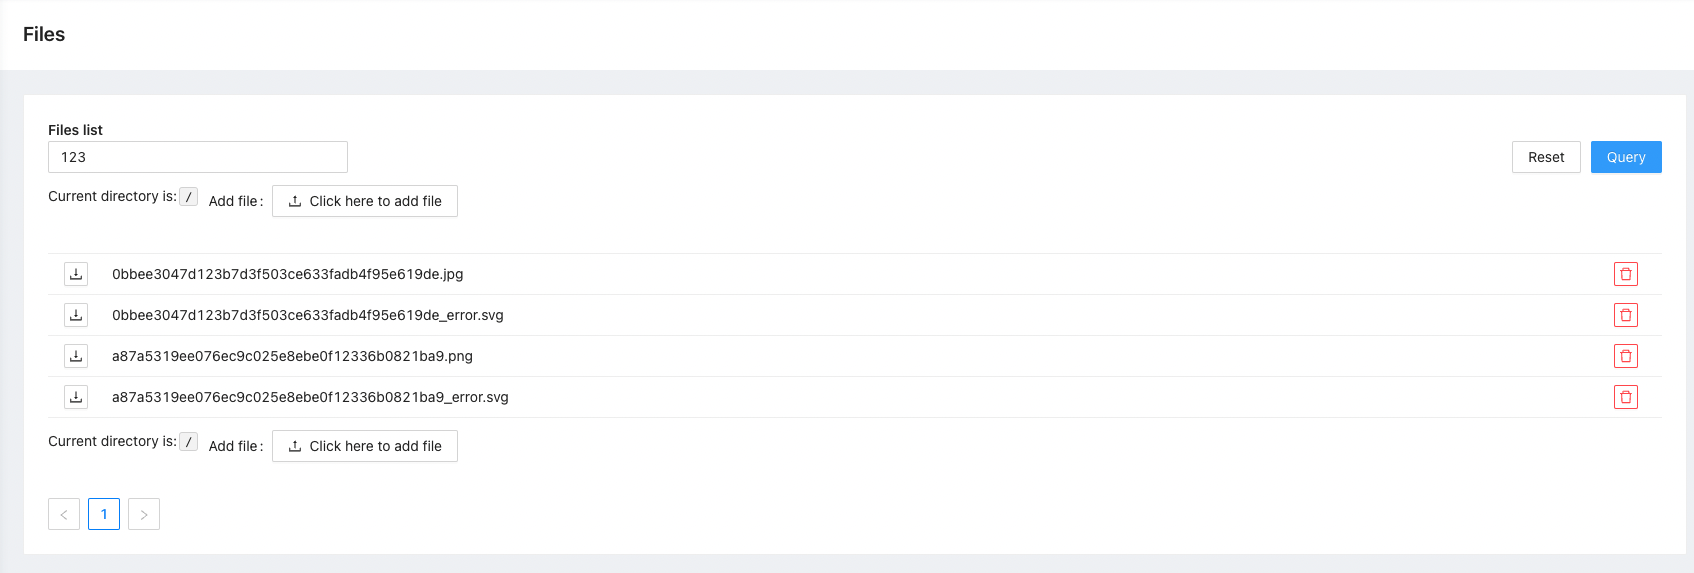 Files
Files list
123
Reset
Query
Current directory is: / Add file : Click here to add file
0bbee3047d123b7d3f503ce633fadb4f95e619de.jpg
0bbee3047d123b7d3f503ce633fadb4f95e619de_error.svg
a87a5319ee076ec9c025e8ebe0f12336b0821ba9.png
a87a5319ee076ec9c025e8ebe0f12336b0821ba9_error.svg
Current directory is: / Add file : Click here to add file
< 1 >